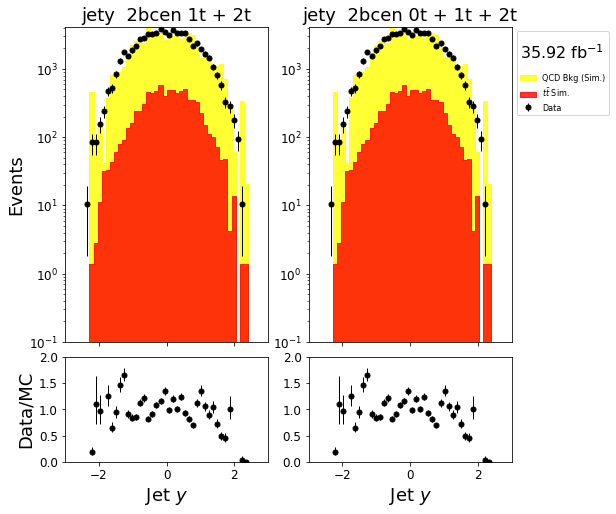 jety 2bcen 1t + 2t
jety 2bcen 0t + 1t + 2t
35.92 fb⁻¹
QCD Bkg (Sim.)
tt̄ Sim.
Data
Events
10³
10²
10¹
10⁰
10⁻¹
10³
10²
10¹
10⁰
10⁻¹
Data/MC
2.0
1.5
1.0
0.5
0.0
2.0
1.5
1.0
0.5
0.0
−2 0 2
−2 0 2
Jet y
Jet y